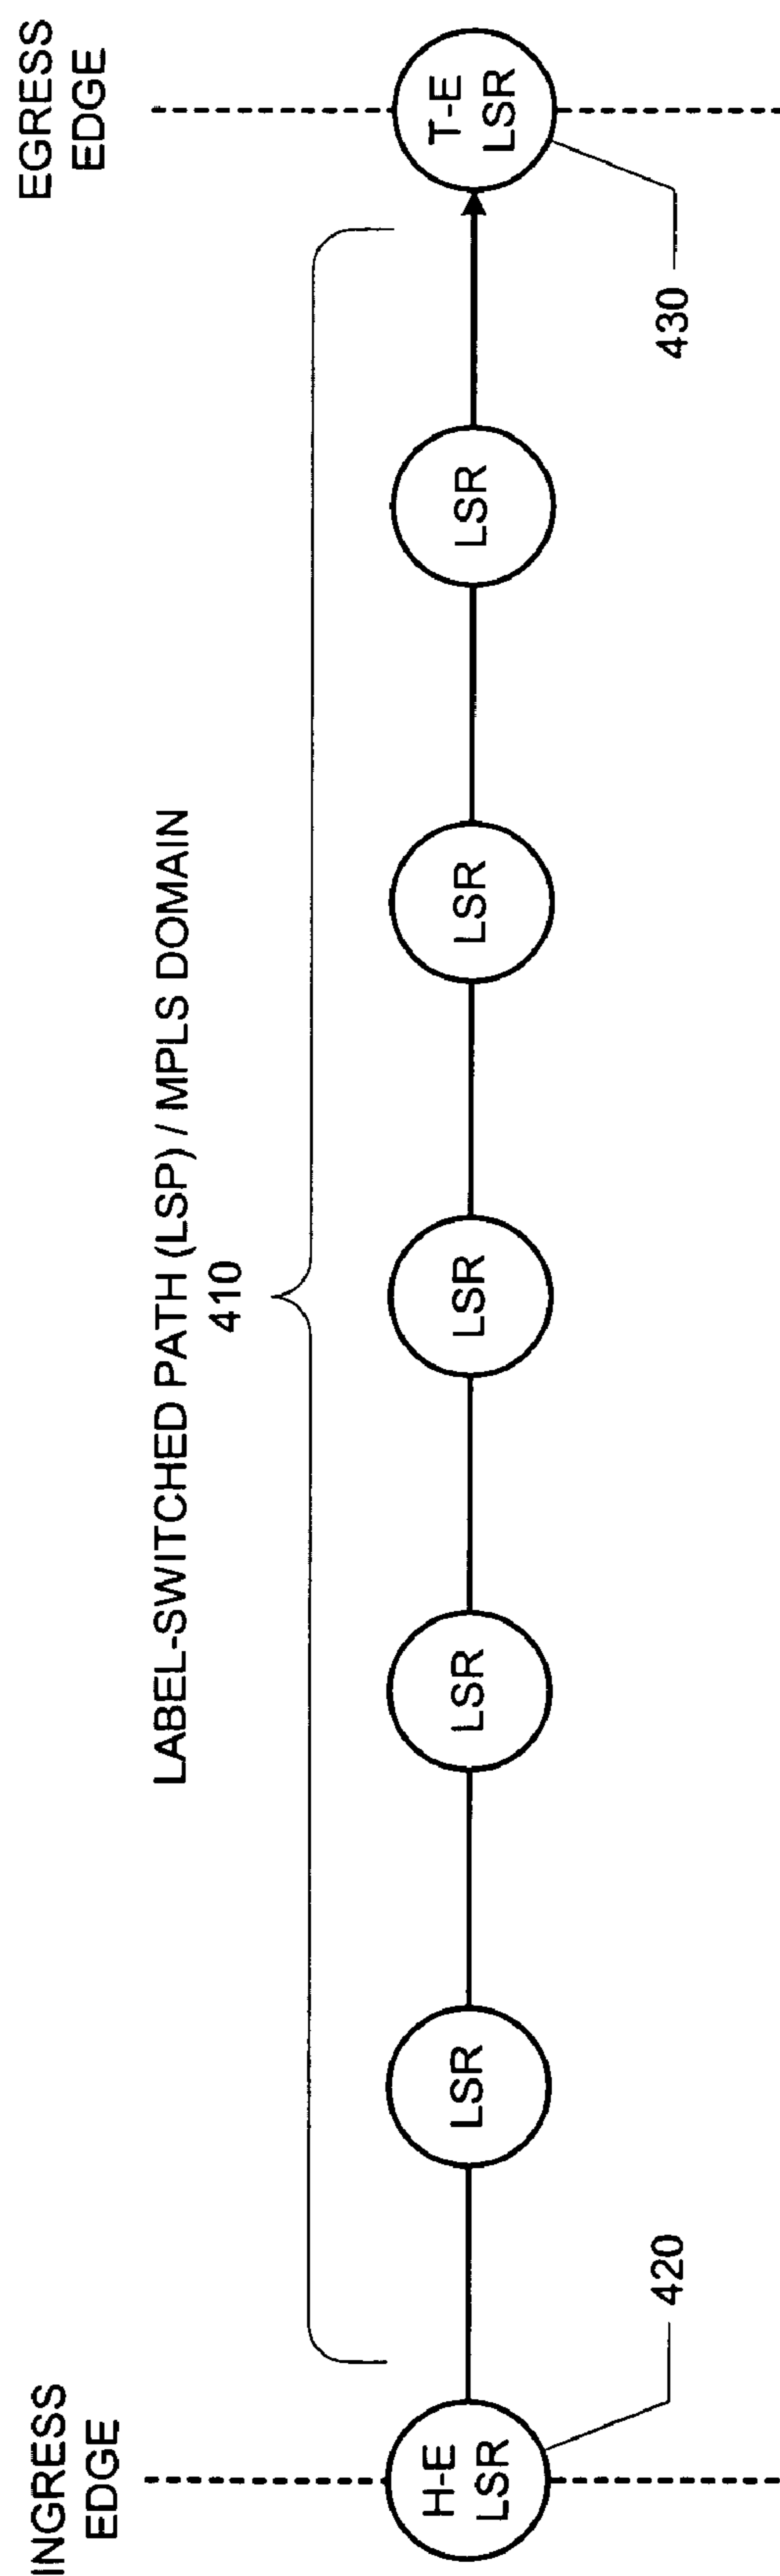 INGRESS
EDGE
EGRESS
EDGE
LABEL-SWITCHED PATH (LSP) / MPLS DOMAIN
410
H-E
LSR
LSR
LSR
LSR
LSR
LSR
T-E
LSR
420
430